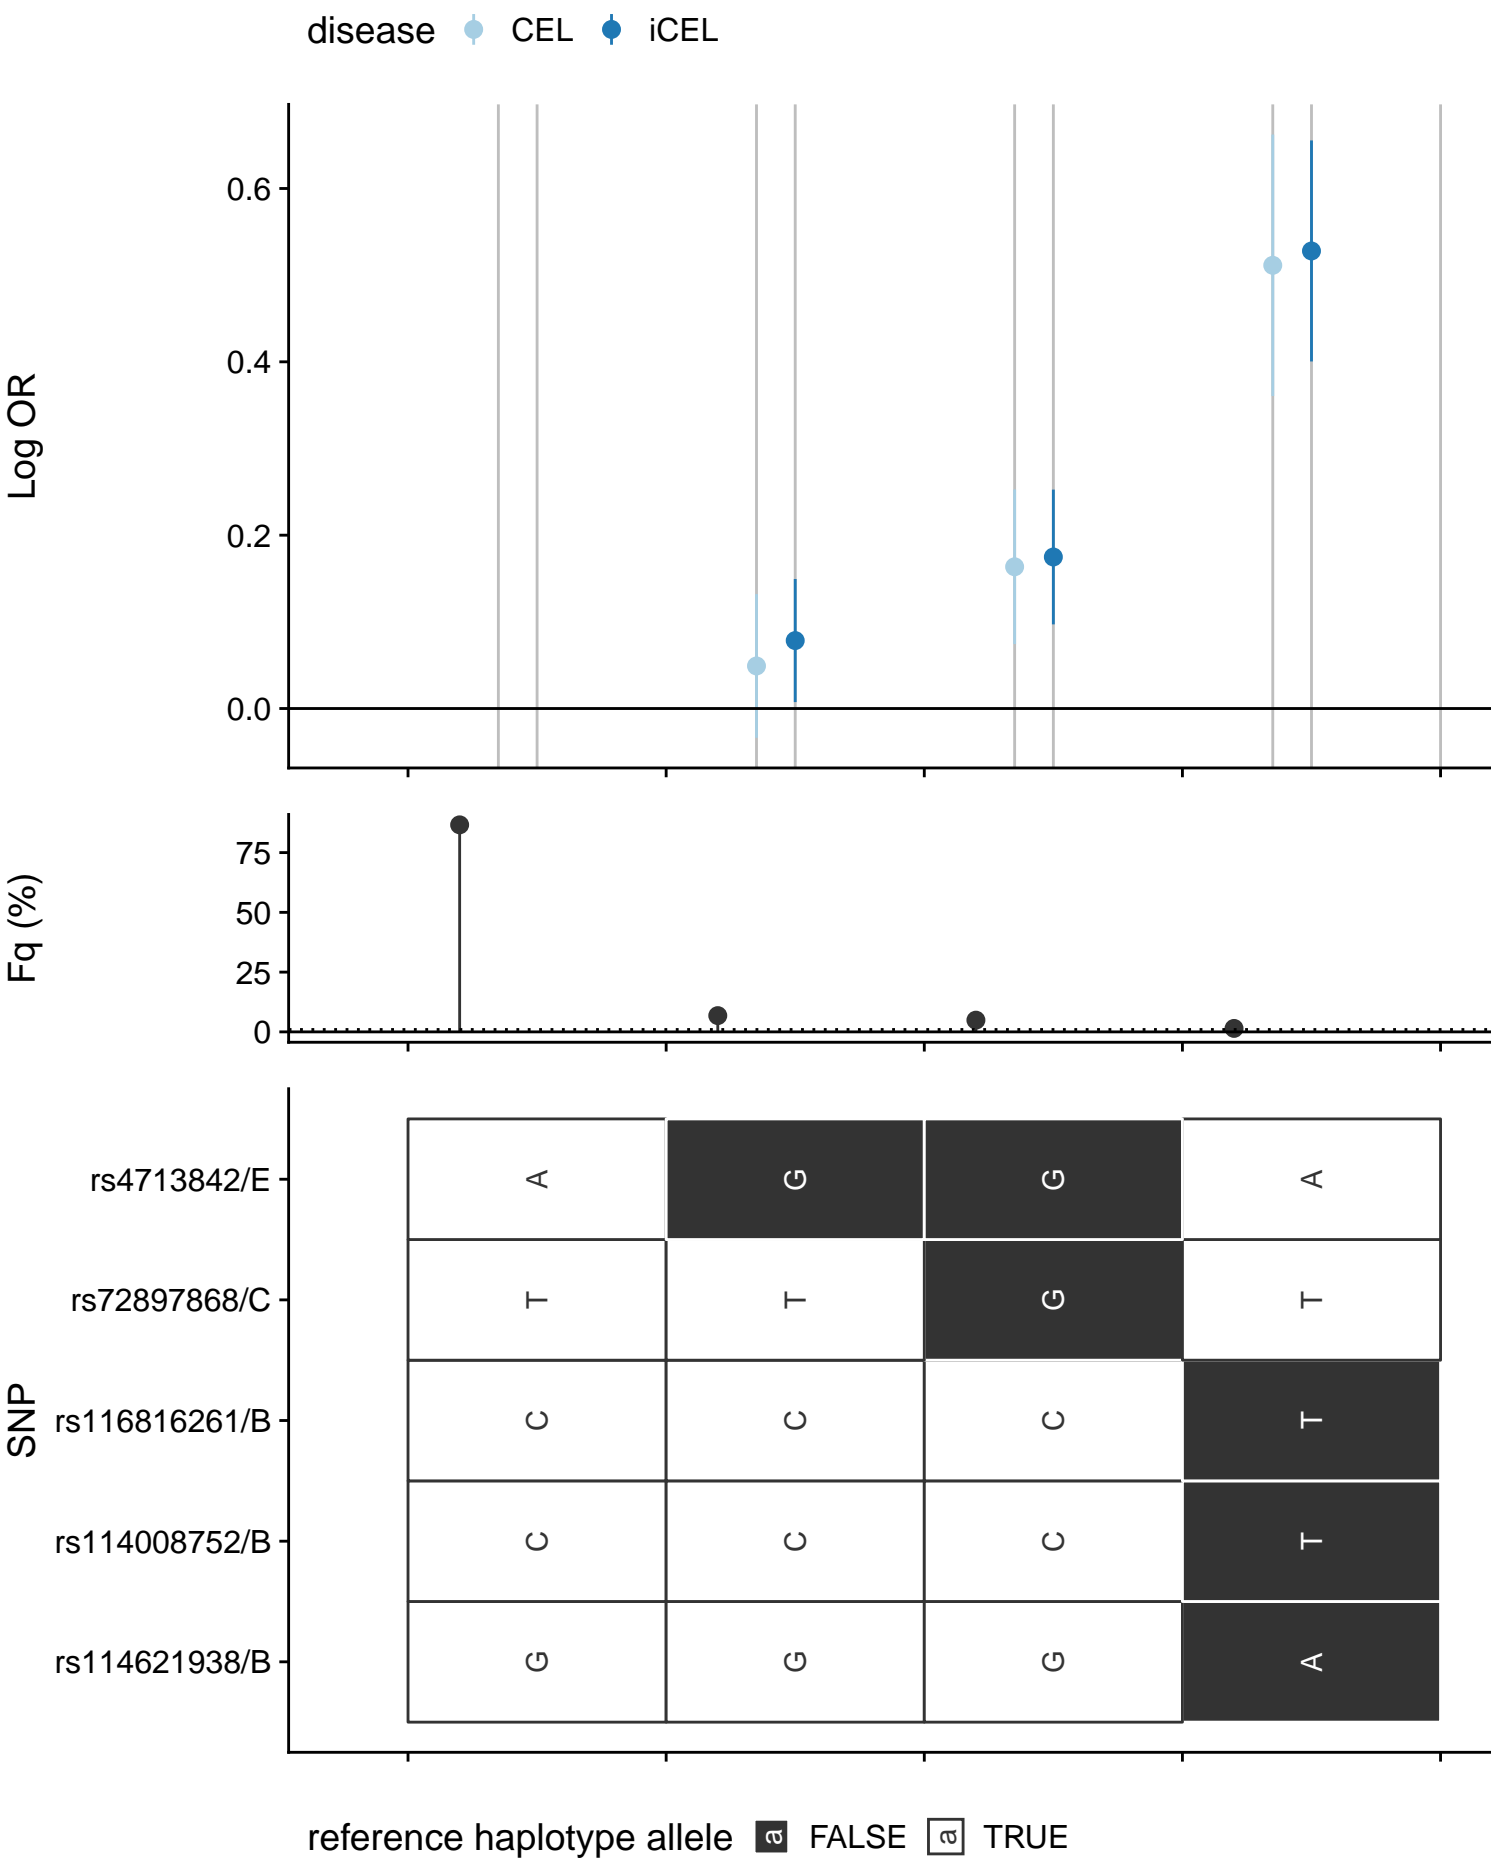 disease CEL iCEL
Log OR
0.6
0.4
0.2
0.0
Fq (%)
75
50
25
0
SNP
rs4713842/E A G G A
rs72897868/C T T G T
rs116816261/B C C C T
rs114008752/B C C C T
rs114621938/B G G G A
reference haplotype allele a FALSE a TRUE